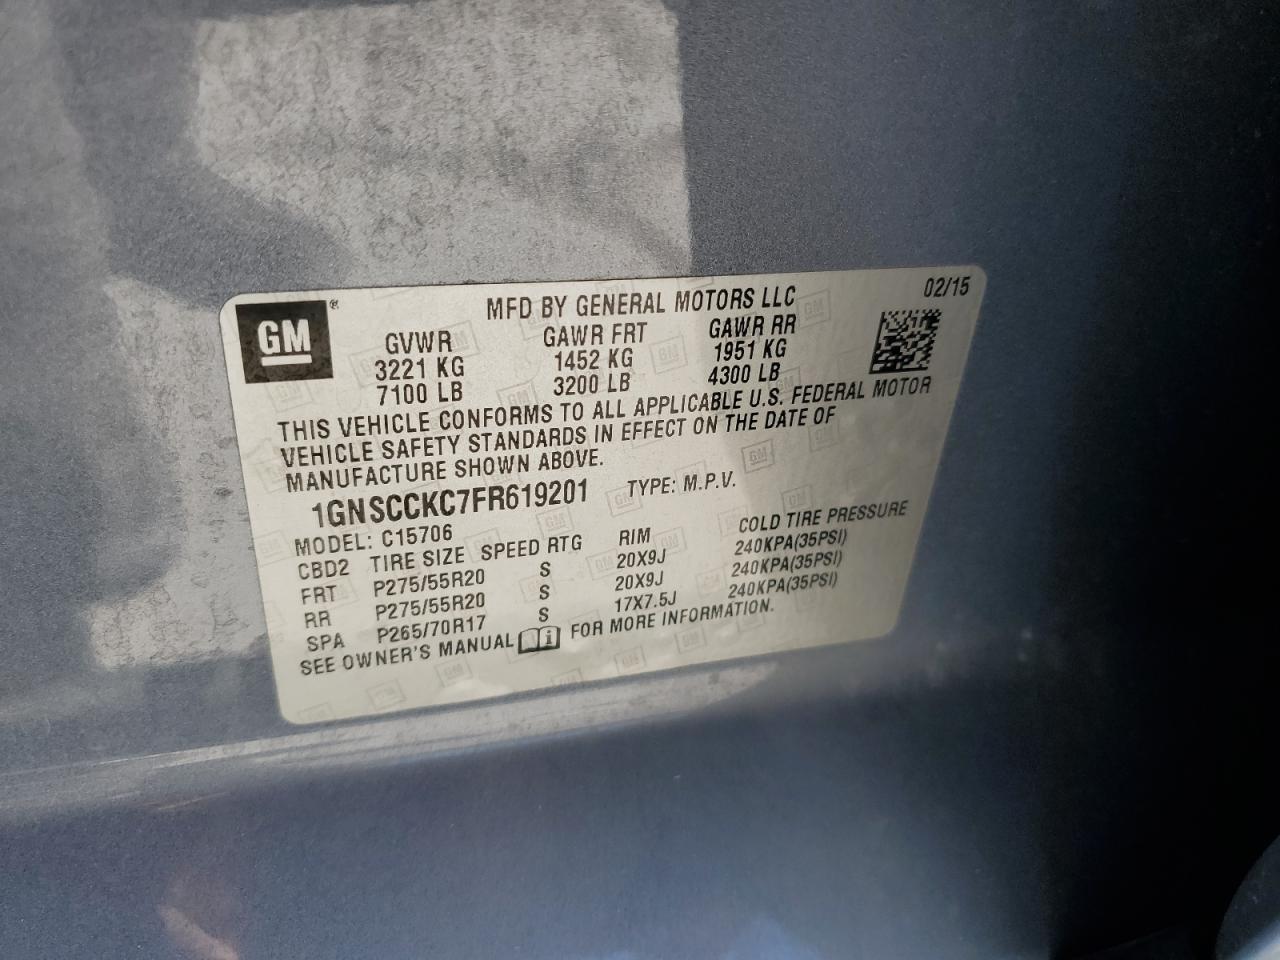 GM®
MFD BY GENERAL MOTORS LLC 02/15
GVWR GAWR FRT GAWR RR
3221 KG 1452 KG 1951 KG
7100 LB 3200 LB 4300 LB
THIS VEHICLE CONFORMS TO ALL APPLICABLE U.S. FEDERAL MOTOR
VEHICLE SAFETY STANDARDS IN EFFECT ON THE DATE OF
MANUFACTURE SHOWN ABOVE.
1GNSCCKC7FR619201 TYPE: M.P.V.
MODEL: C15706
CBD2 TIRE SIZE SPEED RTG RIM COLD TIRE PRESSURE
FRT P275/55R20 S 20X9J 240KPA(35PSI)
RR P275/55R20 S 20X9J 240KPA(35PSI)
SPA P265/70R17 S 17X7.5J 240KPA(35PSI)
SEE OWNER'S MANUAL FOR MORE INFORMATION.